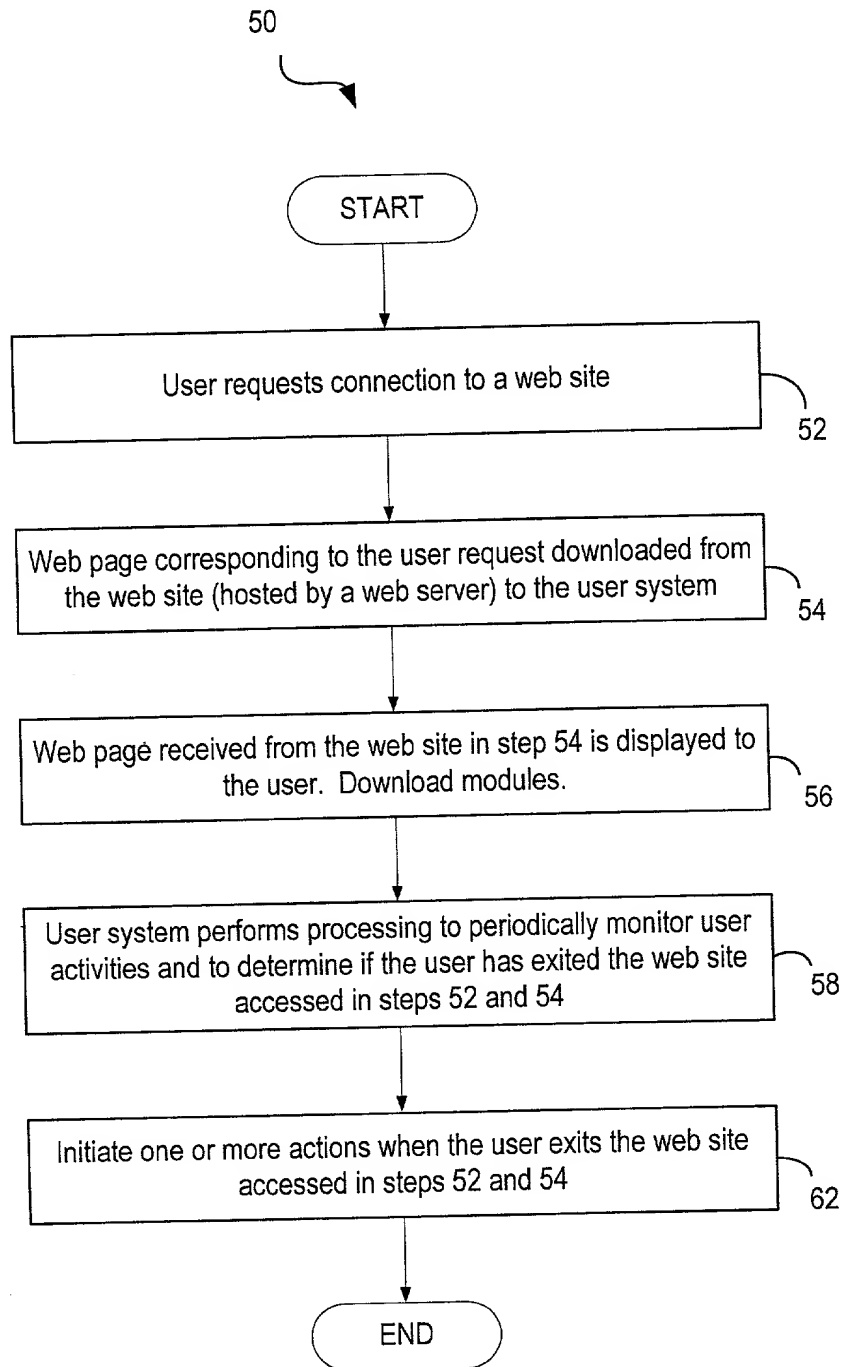 50
START
User requests connection to a web site
52
Web page corresponding to the user request downloaded from
the web site (hosted by a web server) to the user system
54
Web page received from the web site in step 54 is displayed to
the user. Download modules.
56
User system performs processing to periodically monitor user
activities and to determine if the user has exited the web site
accessed in steps 52 and 54
58
Initiate one or more actions when the user exits the web site
accessed in steps 52 and 54
62
END